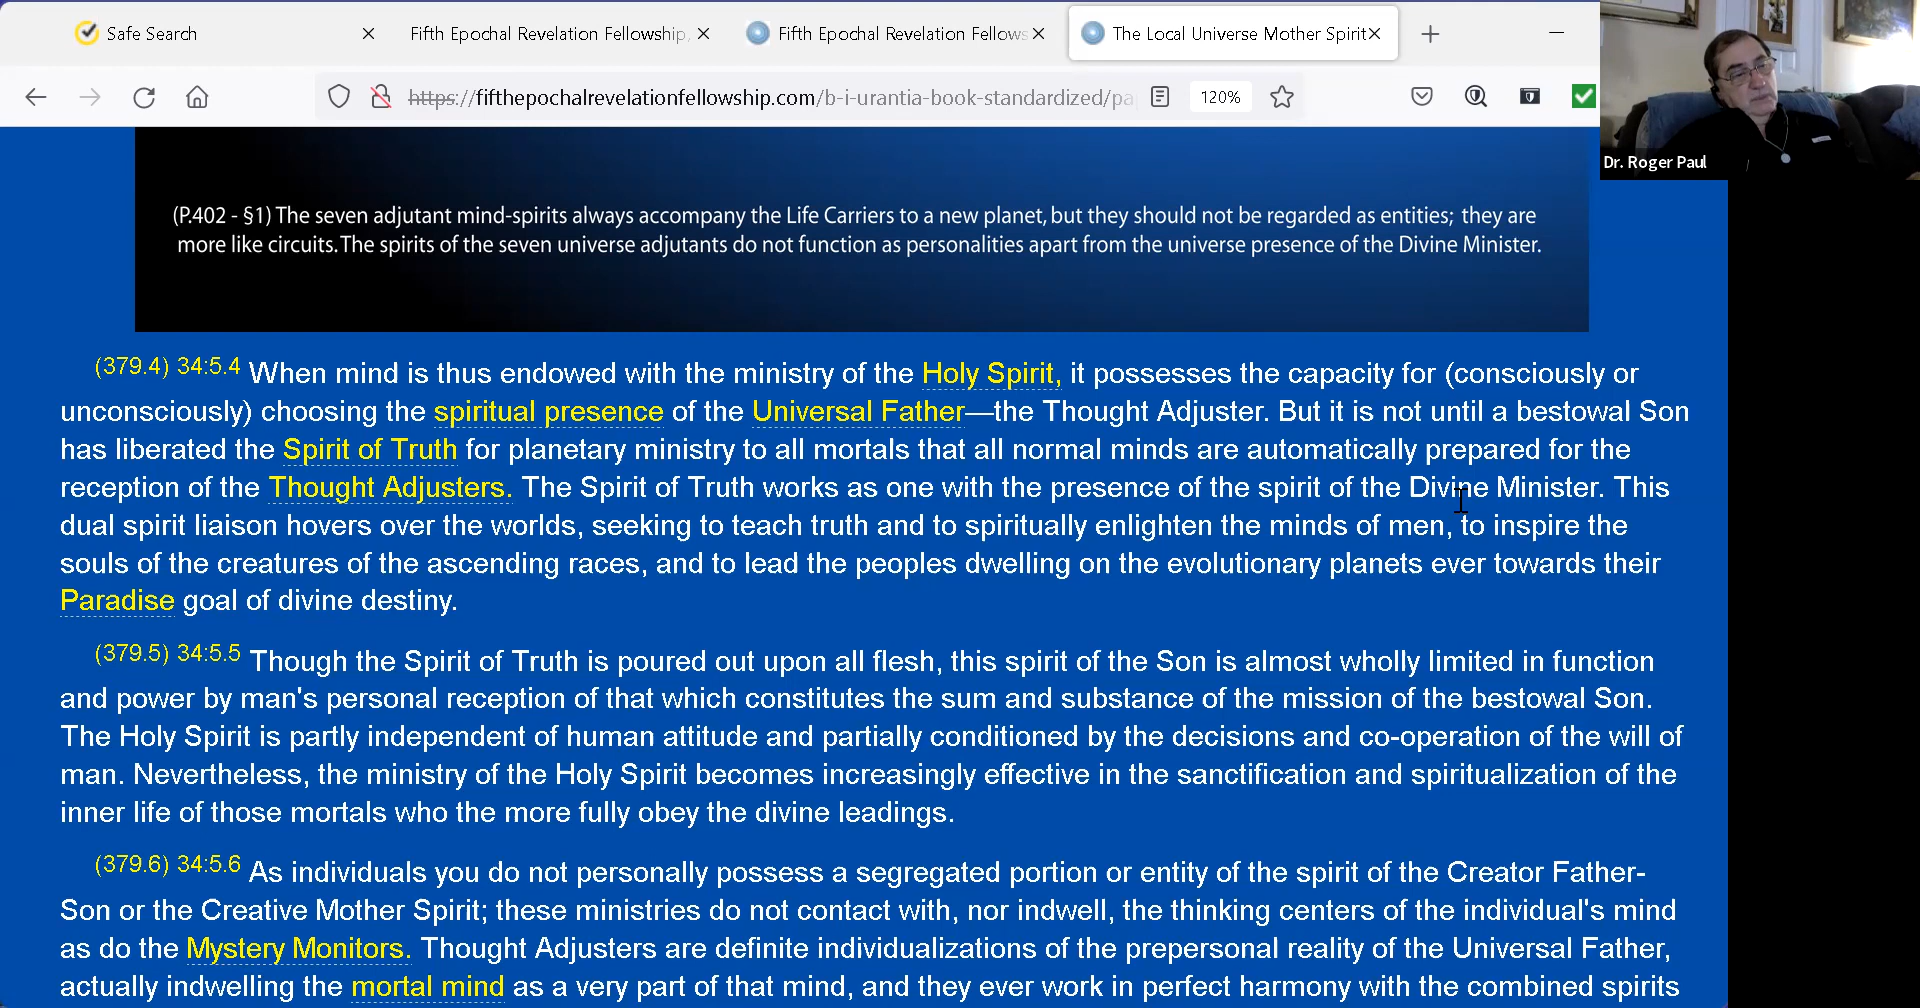 Safe Search
Fifth Epochal Revelation Fellowship,
Fifth Epochal Revelation Fellows
The Local Universe Mother Spirit
https://fifthepochalrevelationfellowship.com/b-i-urantia-book-standardized/pa
120%
Dr. Roger Paul
(P.402 - §1) The seven adjutant mind-spirits always accompany the Life Carriers to a new planet, but they should not be regarded as entities; they are
more like circuits. The spirits of the seven universe adjutants do not function as personalities apart from the universe presence of the Divine Minister.
(379.4) 34:5.4 When mind is thus endowed with the ministry of the Holy Spirit, it possesses the capacity for (consciously or
unconsciously) choosing the spiritual presence of the Universal Father—the Thought Adjuster. But it is not until a bestowal Son
has liberated the Spirit of Truth for planetary ministry to all mortals that all normal minds are automatically prepared for the
reception of the Thought Adjusters. The Spirit of Truth works as one with the presence of the spirit of the Divine Minister. This
dual spirit liaison hovers over the worlds, seeking to teach truth and to spiritually enlighten the minds of men, to inspire the
souls of the creatures of the ascending races, and to lead the peoples dwelling on the evolutionary planets ever towards their
Paradise goal of divine destiny.
(379.5) 34:5.5 Though the Spirit of Truth is poured out upon all flesh, this spirit of the Son is almost wholly limited in function
and power by man's personal reception of that which constitutes the sum and substance of the mission of the bestowal Son.
The Holy Spirit is partly independent of human attitude and partially conditioned by the decisions and co-operation of the will of
man. Nevertheless, the ministry of the Holy Spirit becomes increasingly effective in the sanctification and spiritualization of the
inner life of those mortals who the more fully obey the divine leadings.
(379.6) 34:5.6 As individuals you do not personally possess a segregated portion or entity of the spirit of the Creator Father-
Son or the Creative Mother Spirit; these ministries do not contact with, nor indwell, the thinking centers of the individual's mind
as do the Mystery Monitors. Thought Adjusters are definite individualizations of the prepersonal reality of the Universal Father,
actually indwelling the mortal mind as a very part of that mind, and they ever work in perfect harmony with the combined spirits